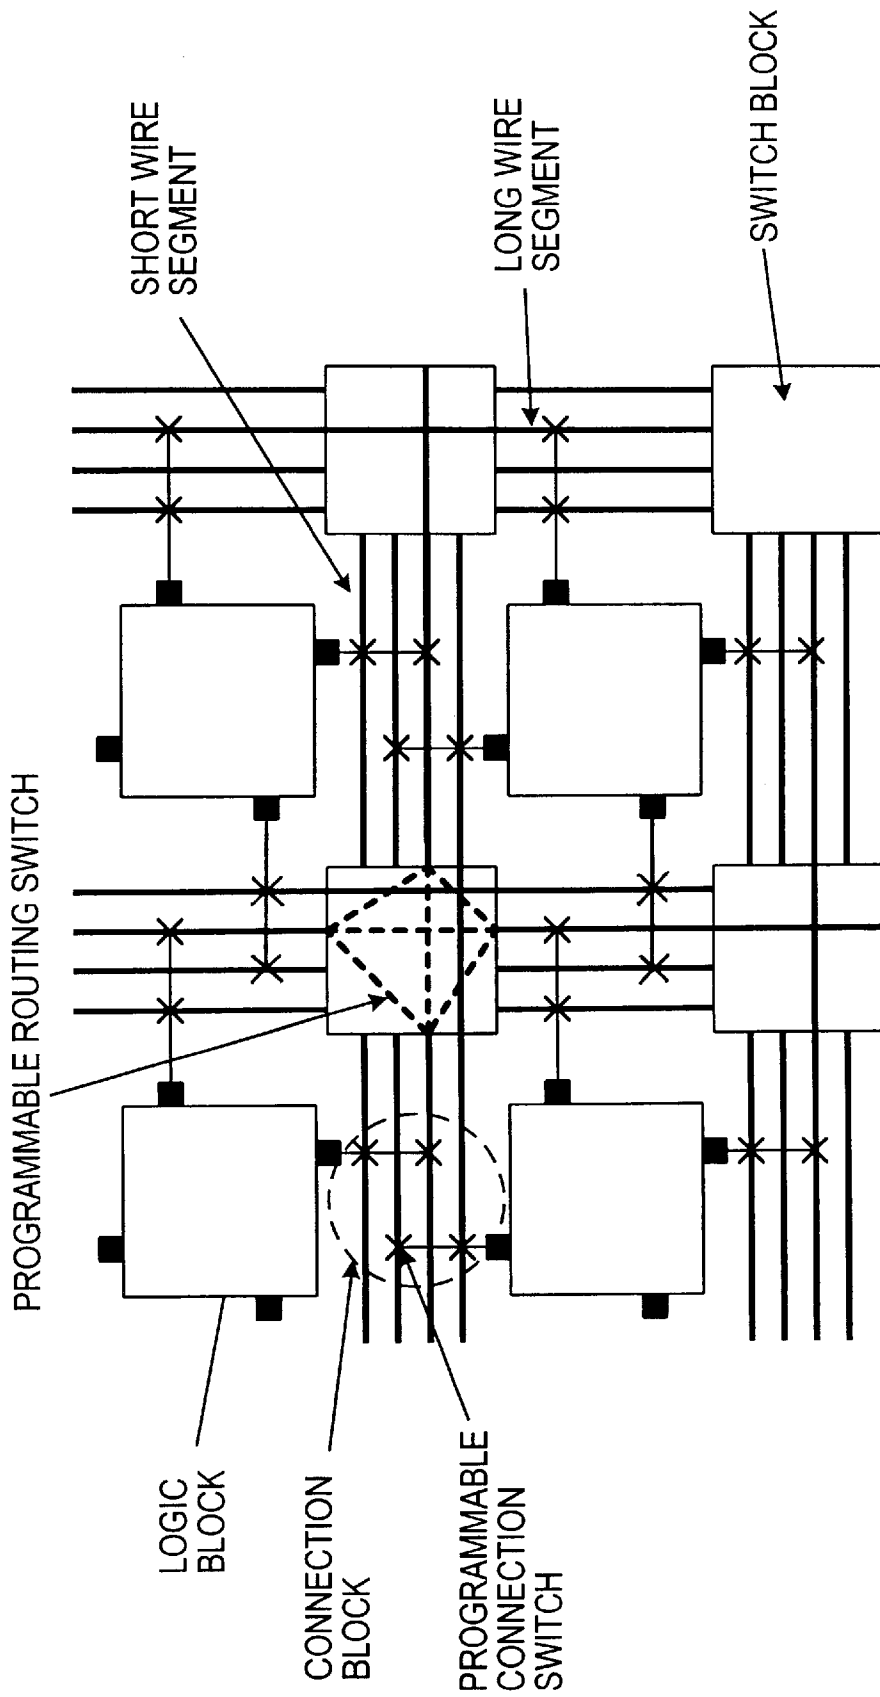 PROGRAMMABLE ROUTING SWITCH
LOGIC
BLOCK
CONNECTION
BLOCK
PROGRAMMABLE
CONNECTION
SWITCH
SHORT WIRE
SEGMENT
LONG WIRE
SEGMENT
SWITCH BLOCK